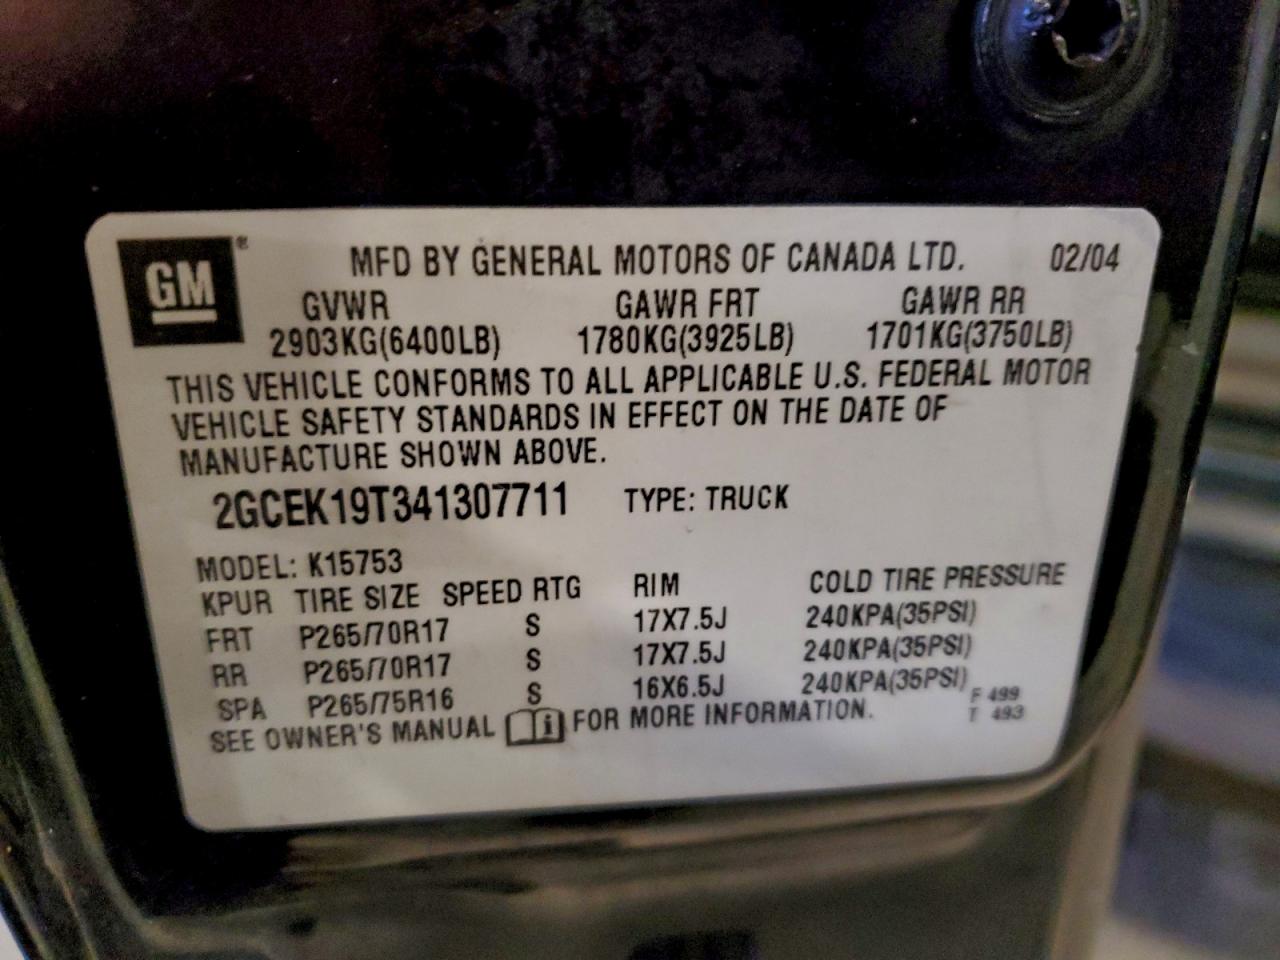 GM®
MFD BY GENERAL MOTORS OF CANADA LTD. 02/04
GVWR GAWR FRT GAWR RR
2903KG(6400LB) 1780KG(3925LB) 1701KG(3750LB)
THIS VEHICLE CONFORMS TO ALL APPLICABLE U.S. FEDERAL MOTOR
VEHICLE SAFETY STANDARDS IN EFFECT ON THE DATE OF
MANUFACTURE SHOWN ABOVE.
2GCEK19T341307711 TYPE: TRUCK
MODEL: K15753
KPUR TIRE SIZE SPEED RTG RIM COLD TIRE PRESSURE
FRT P265/70R17 S 17X7.5J 240KPA(35PSI)
RR P265/70R17 S 17X7.5J 240KPA(35PSI)
SPA P265/75R16 S 16X6.5J 240KPA(35PSI)
SEE OWNER'S MANUAL i FOR MORE INFORMATION.
F 499
T 493